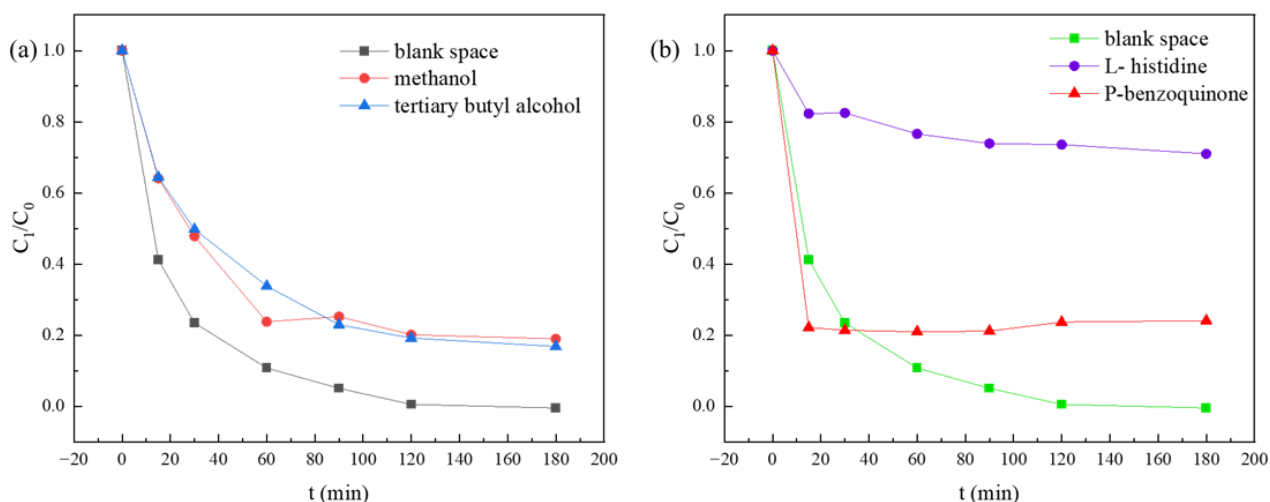 (a)
blank space
methanol
tertiary butyl alcohol
1.0
0.8
0.6
0.4
0.2
0.0
C1/C0
−20 0 20 40 60 80 100 120 140 160 180 200
t (min)
(b)
blank space
L- histidine
P-benzoquinone
1.0
0.8
0.6
0.4
0.2
0.0
C1/C0
−20 0 20 40 60 80 100 120 140 160 180 200
t (min)